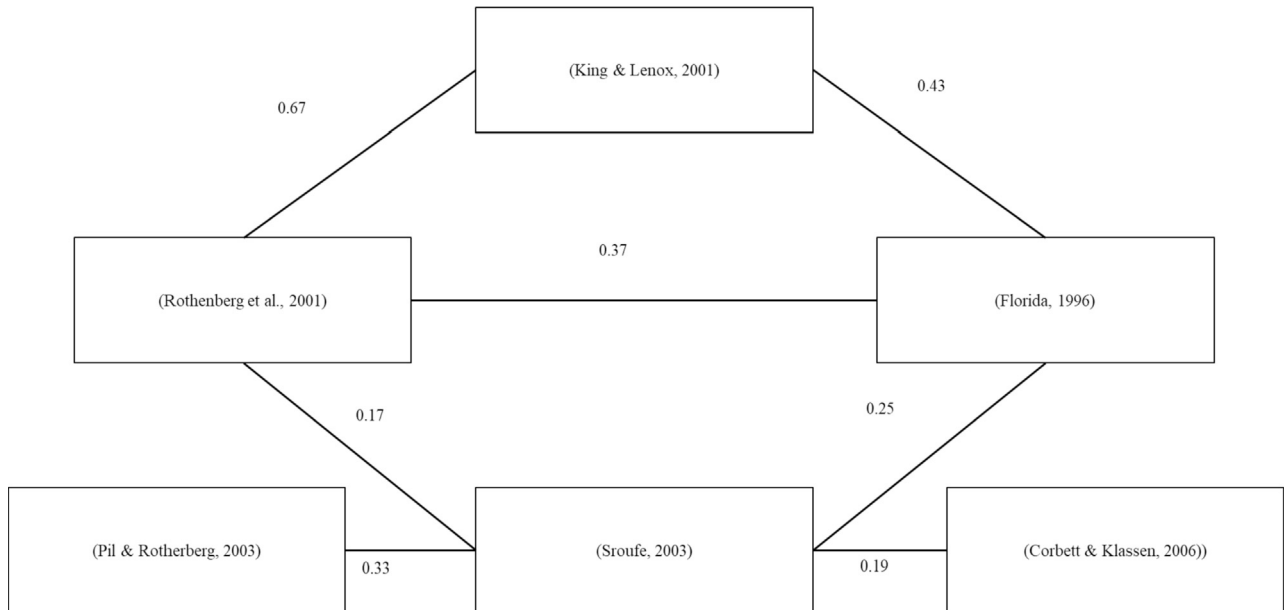 (King & Lenox, 2001)
0.67
0.43
0.37
(Rothenberg et al., 2001)
(Florida, 1996)
0.17
0.25
(Pil & Rotherberg, 2003)
(Sroufe, 2003)
(Corbett & Klassen, 2006))
0.33
0.19